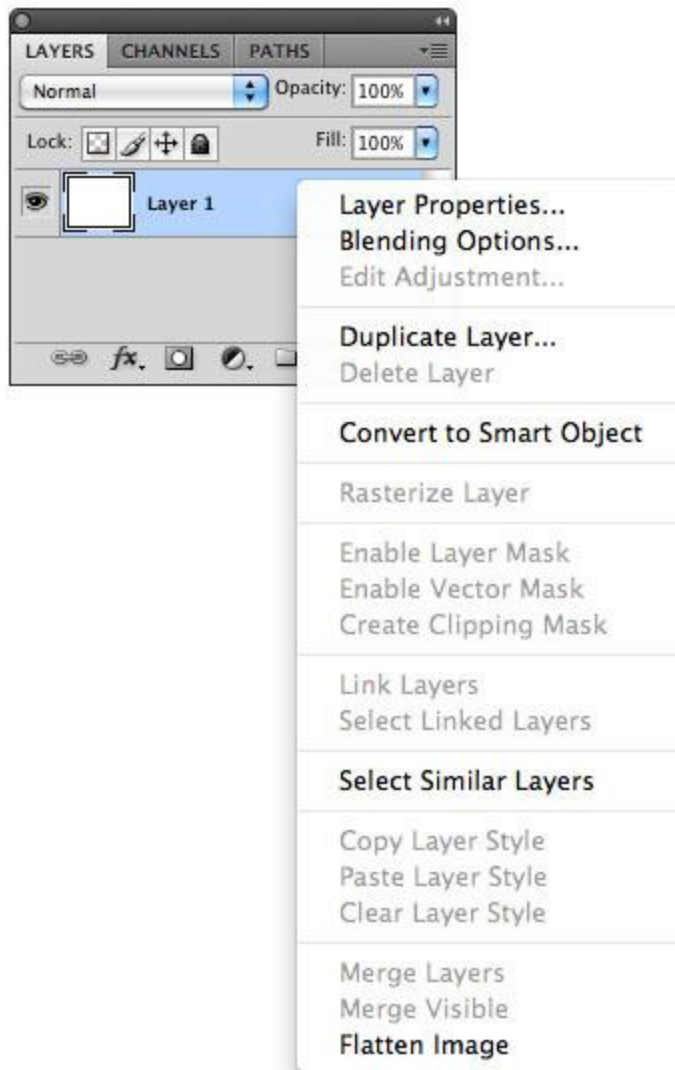 LAYERS CHANNELS PATHS
Normal Opacity: 100%
Lock: Fill: 100%
Layer 1
fx.
Layer Properties...
Blending Options...
Edit Adjustment...
Duplicate Layer...
Delete Layer
Convert to Smart Object
Rasterize Layer
Enable Layer Mask
Enable Vector Mask
Create Clipping Mask
Link Layers
Select Linked Layers
Select Similar Layers
Copy Layer Style
Paste Layer Style
Clear Layer Style
Merge Layers
Merge Visible
Flatten Image